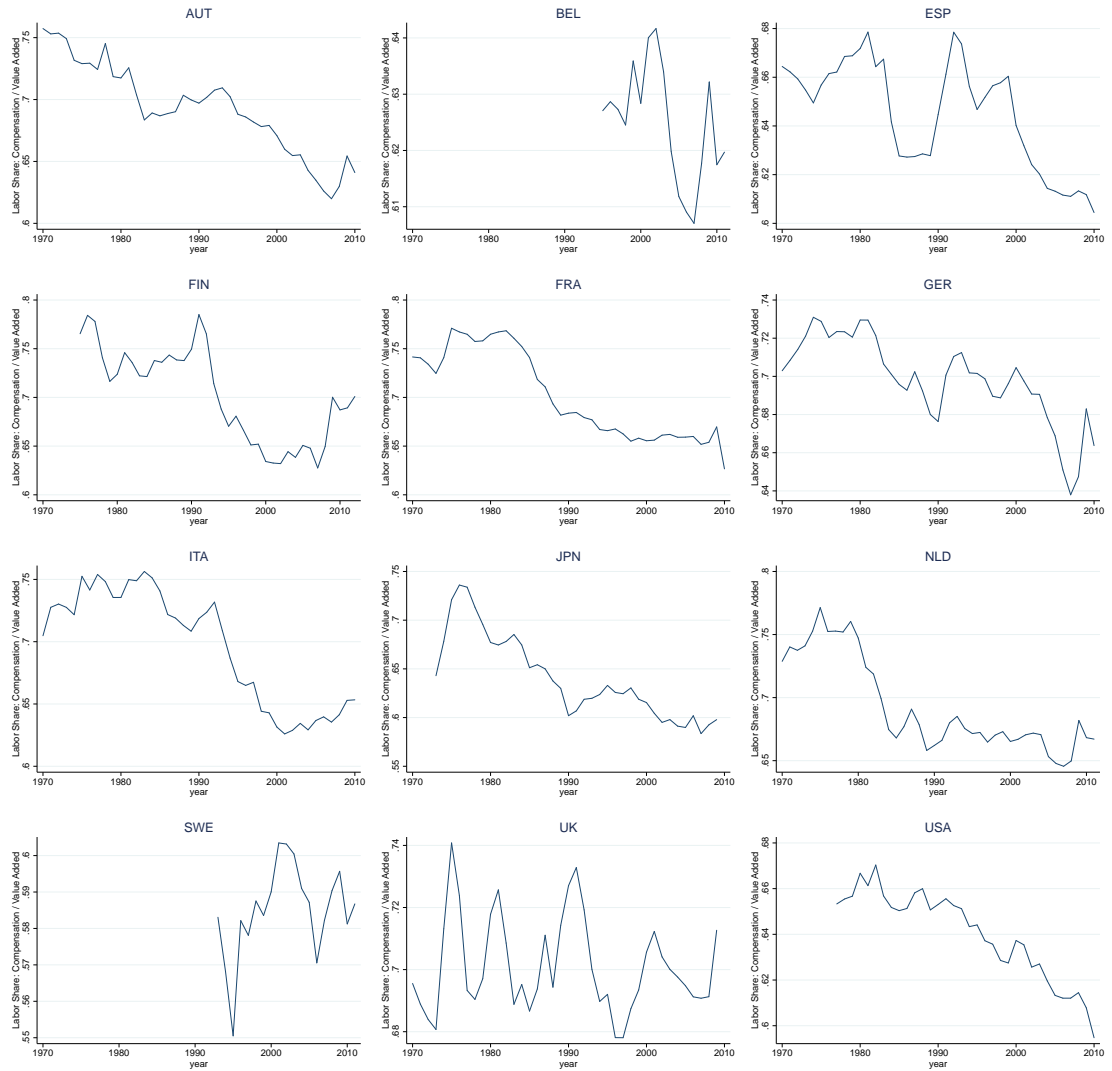 AUT
Labor Share: Compensation / Value Added
.6 .65 .7 .75
1970 1980 1990 2000 2010
year
BEL
Labor Share: Compensation / Value Added
.61 .62 .63 .64
1970 1980 1990 2000 2010
year
ESP
Labor Share: Compensation / Value Added
.6 .62 .64 .66 .68
1970 1980 1990 2000 2010
year
FIN
Labor Share: Compensation / Value Added
.6 .65 .7 .75 .8
1970 1980 1990 2000 2010
year
FRA
Labor Share: Compensation / Value Added
.6 .65 .7 .75 .8
1970 1980 1990 2000 2010
year
GER
Labor Share: Compensation / Value Added
.64 .66 .68 .7 .72 .74
1970 1980 1990 2000 2010
year
ITA
Labor Share: Compensation / Value Added
.6 .65 .7 .75
1970 1980 1990 2000 2010
year
JPN
Labor Share: Compensation / Value Added
.55 .6 .65 .7 .75
1970 1980 1990 2000 2010
year
NLD
Labor Share: Compensation / Value Added
.65 .7 .75 .8
1970 1980 1990 2000 2010
year
SWE
Labor Share: Compensation / Value Added
.55 .56 .57 .58 .59 .6
1970 1980 1990 2000 2010
year
UK
Labor Share: Compensation / Value Added
.68 .7 .72 .74
1970 1980 1990 2000 2010
year
USA
Labor Share: Compensation / Value Added
.6 .62 .64 .66 .68
1970 1980 1990 2000 2010
year